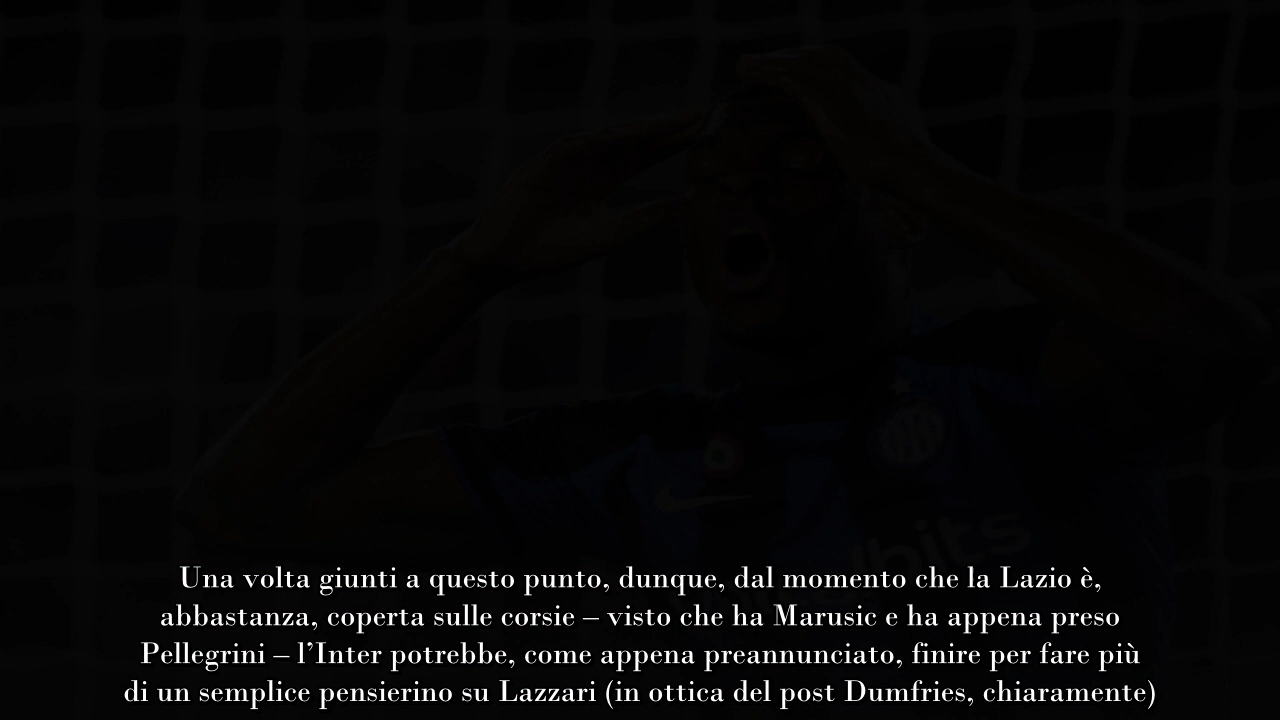 bits
Una volta giunti a questo punto, dunque, dal momento che la Lazio è,
abbastanza, coperta sulle corsie – visto che ha Marusic e ha appena preso
Pellegrini – l’Inter potrebbe, come appena preannunciato, finire per fare più
di un semplice pensierino su Lazzari (in ottica del post Dumfries, chiaramente)